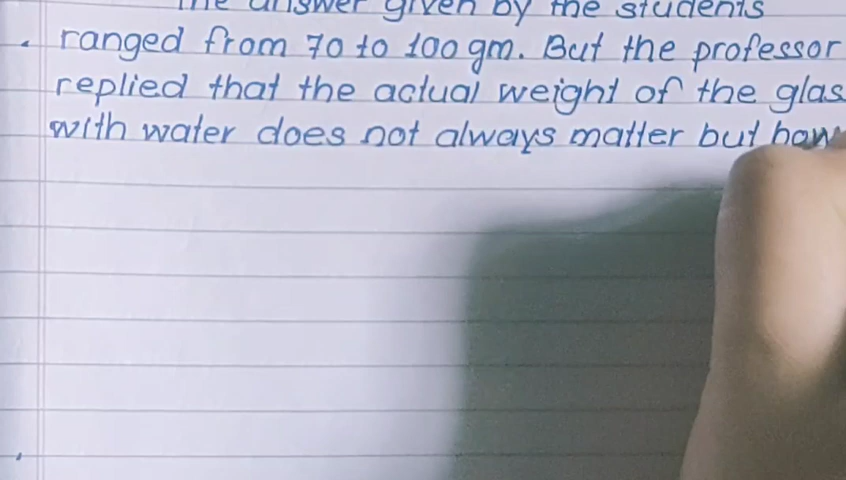 The answer given by the students
ranged from 70 to 100 gm. But the professor
replied that the actual weight of the glas
with water does not always matter but how